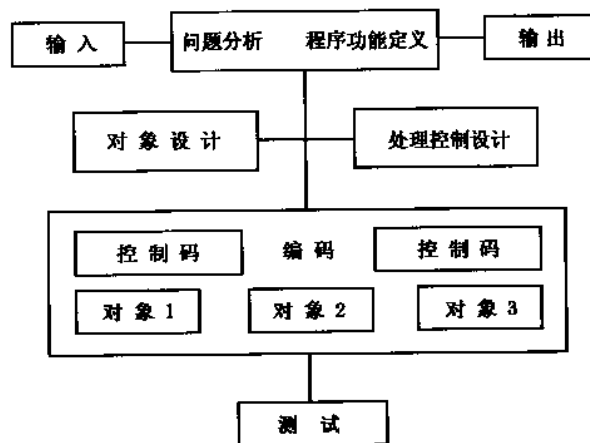 输入 问题分析 程序功能定义 输出
对象设计 处理控制设计
控制码 编码 控制码
对象1 对象2 对象3
测试